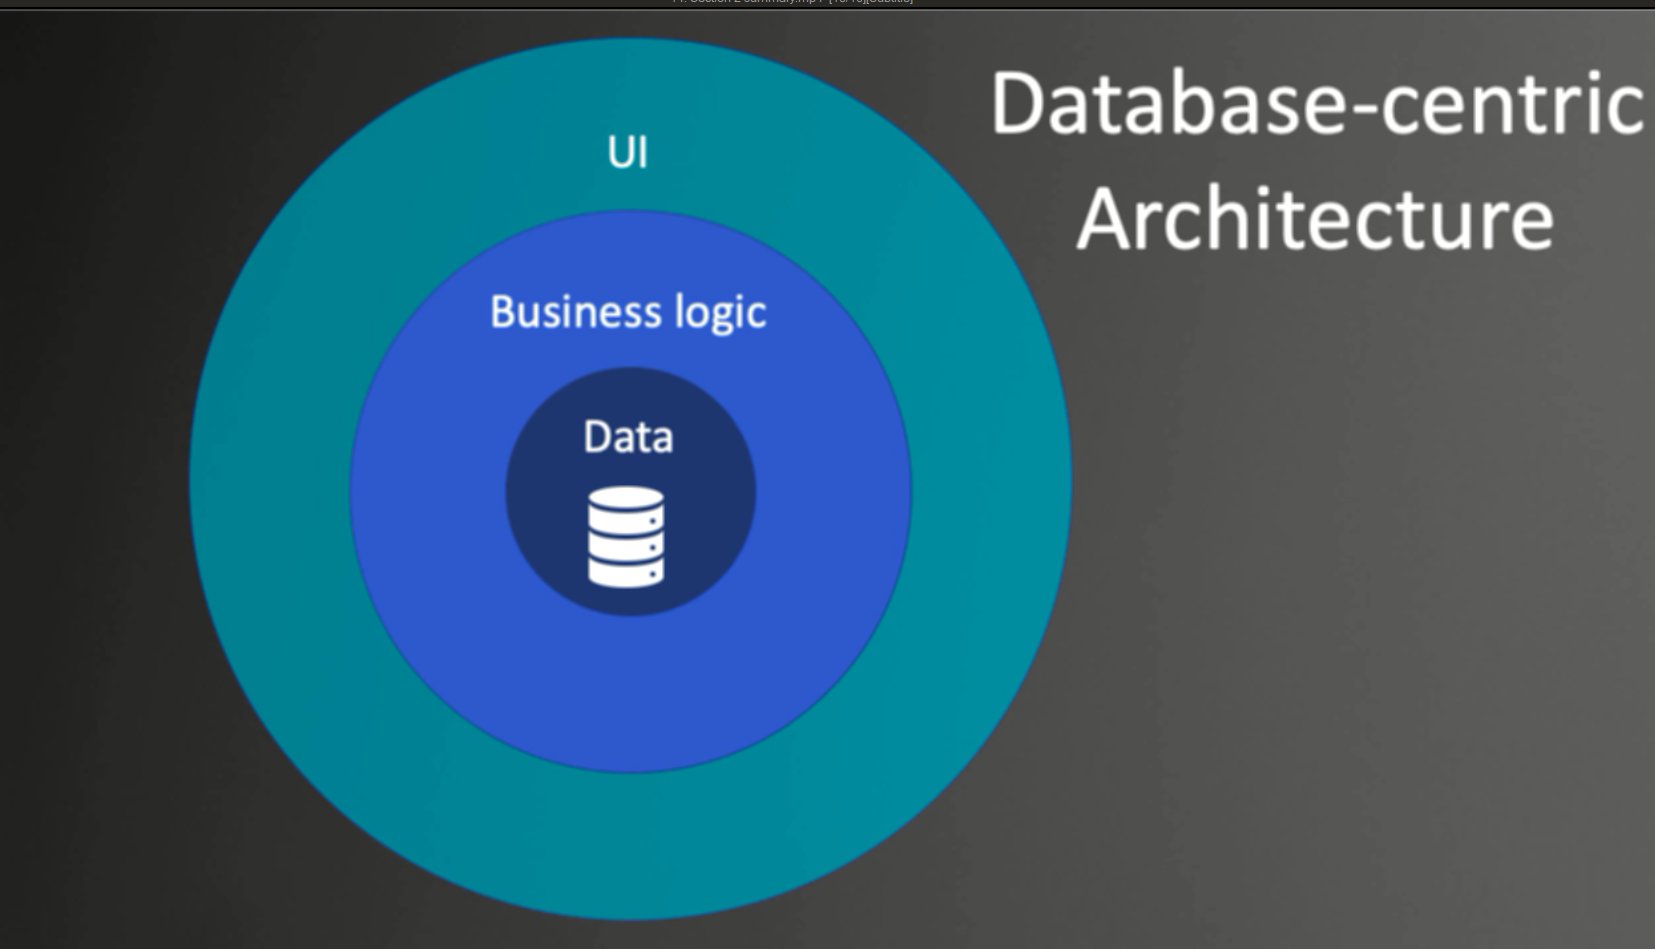 Database-centric
Architecture
UI
Business logic
Data